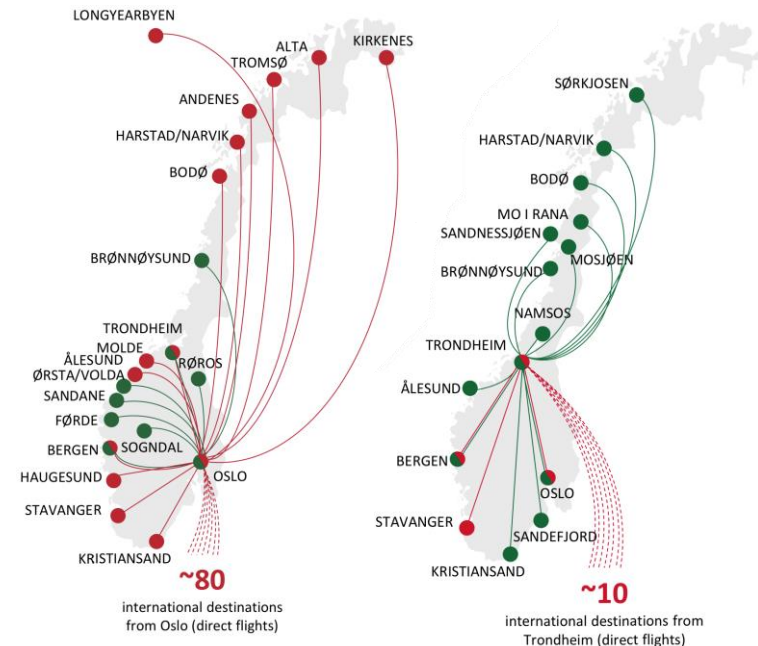 LONGYEARBYEN
ALTA
KIRKENES
TROMSØ
ANDENES
HARSTAD/NARVIK
BODØ
BRØNNØYSUND
TRONDHEIM
MOLDE
ÅLESUND
RØROS
ØRSTA/VOLDA
SANDANE
FØRDE
SOGNDAL
BERGEN
OSLO
HAUGESUND
STAVANGER
KRISTIANSAND
~80
international destinations
from Oslo (direct flights)
SØRKJOSEN
HARSTAD/NARVIK
BODØ
MO I RANA
SANDNESSJØEN
MOSJØEN
BRØNNØYSUND
NAMSOS
TRONDHEIM
ÅLESUND
BERGEN
OSLO
STAVANGER
SANDEFJORD
KRISTIANSAND
~10
international destinations from
Trondheim (direct flights)